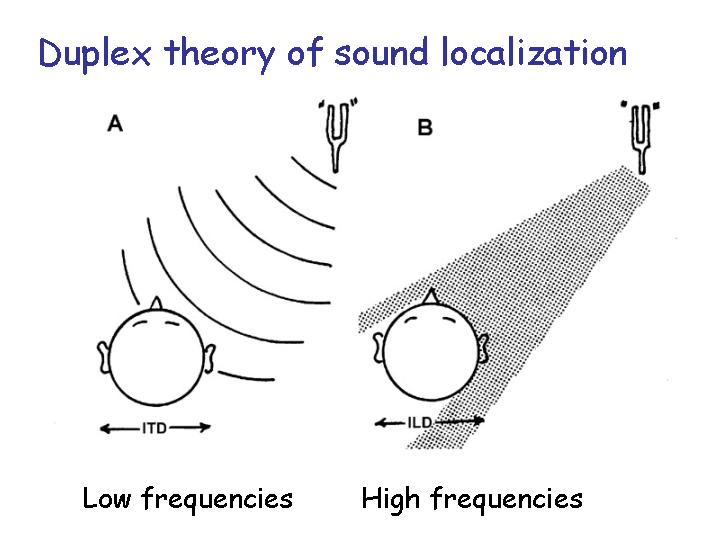 Duplex theory of sound localization
A
B
ITD
ILD
Low frequencies
High frequencies